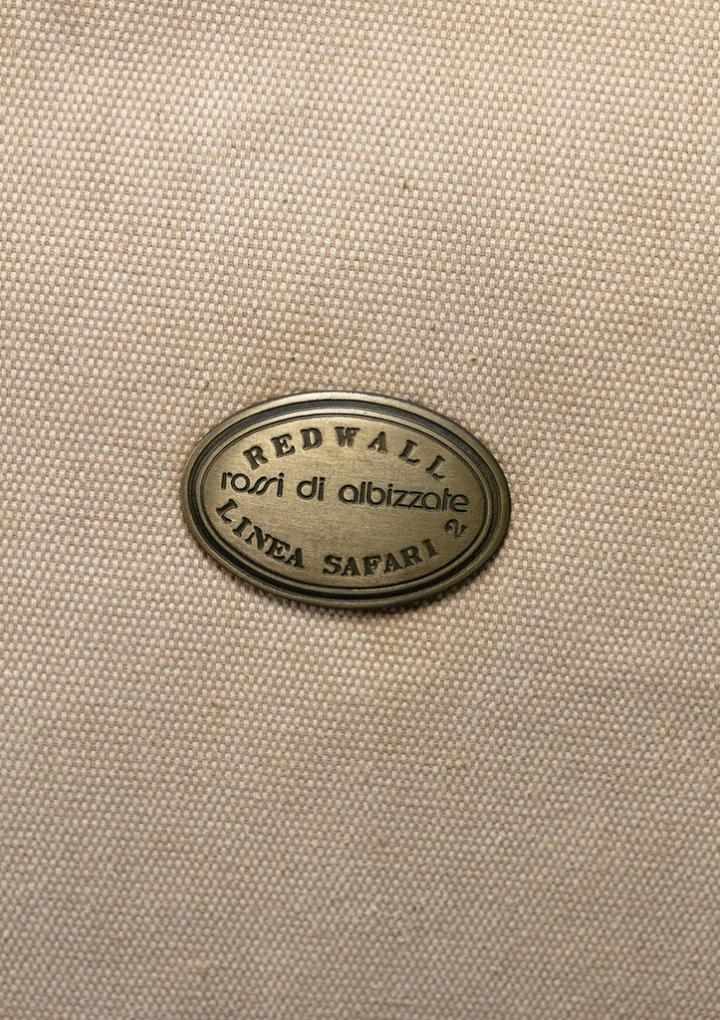 REDWALL
rossi di albizzate
LINEA SAFARI 2